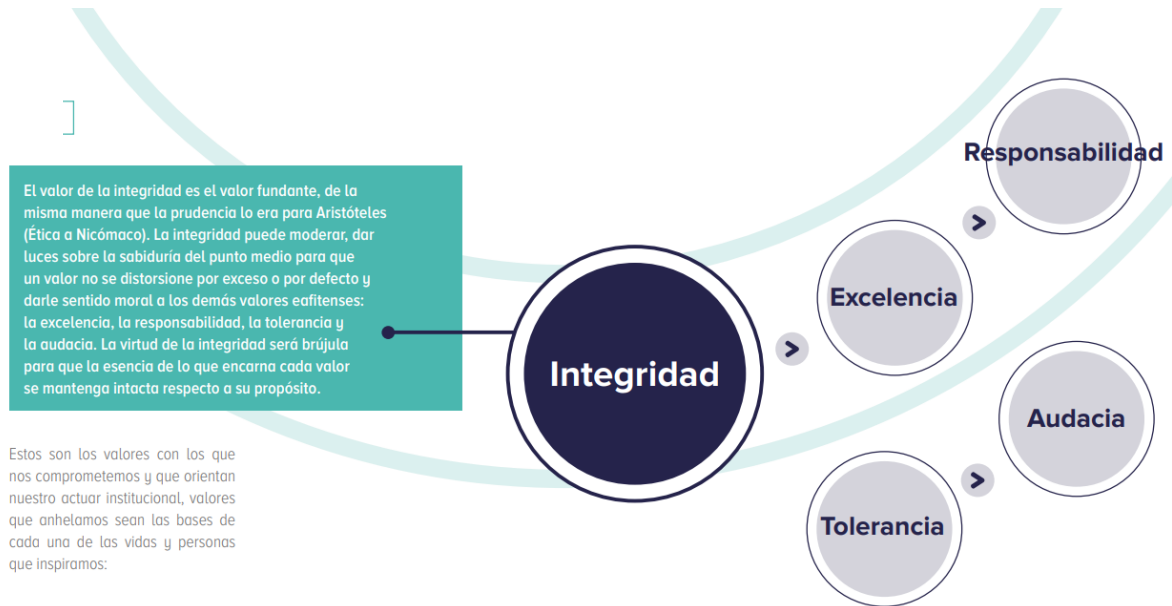 El valor de la integridad es el valor fundante, de la
misma manera que la prudencia lo era para Aristóteles
(Ética a Nicómaco). La integridad puede moderar, dar
luces sobre la sabiduría del punto medio para que
un valor no se distorsione por exceso o por defecto y
darle sentido moral a los demás valores eafitenses:
la excelencia, la responsabilidad, la tolerancia y
la audacia. La virtud de la integridad será brújula
para que la esencia de lo que encarna cada valor
se mantenga intacta respecto a su propósito.
Estos son los valores con los que
nos comprometemos y que orientan
nuestro actuar institucional, valores
que anhelamos sean las bases de
cada una de las vidas y personas
que inspiramos:
Integridad
Excelencia
Responsabilidad
Tolerancia
Audacia